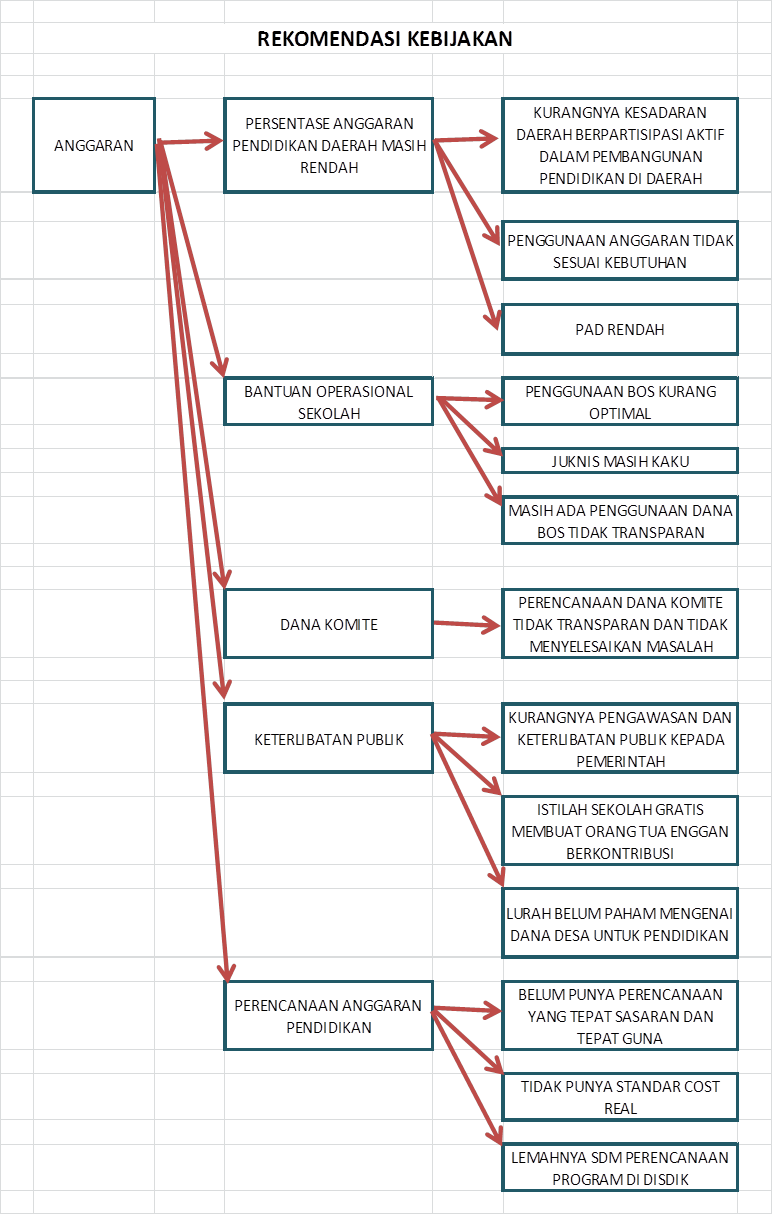 REKOMENDASI KEBIJAKAN
ANGGARAN
PERSENTASE ANGGARAN
PENDIDIKAN DAERAH MASIH
RENDAH
KURANGNYA KESADARAN
DAERAH BERPARTISIPASI AKTIF
DALAM PEMBANGUNAN
PENDIDIKAN DI DAERAH
PENGGUNAAN ANGGARAN TIDAK
SESUAI KEBUTUHAN
PAD RENDAH
BANTUAN OPERASIONAL
SEKOLAH
PENGGUNAAN BOS KURANG
OPTIMAL
JUKNIS MASIH KAKU
MASIH ADA PENGGUNAAN DANA
BOS TIDAK TRANSPARAN
DANA KOMITE
PERENCANAAN DANA KOMITE
TIDAK TRANSPARAN DAN TIDAK
MENYELESAIKAN MASALAH
KETERLIBATAN PUBLIK
KURANGNYA PENGAWASAN DAN
KETERLIBATAN PUBLIK KEPADA
PEMERINTAH
ISTILAH SEKOLAH GRATIS
MEMBUAT ORANG TUA ENGGAN
BERKONTRIBUSI
LURAH BELUM PAHAM MENGENAI
DANA DESA UNTUK PENDIDIKAN
PERENCANAAN ANGGARAN
PENDIDIKAN
BELUM PUNYA PERENCANAAN
YANG TEPAT SASARAN DAN
TEPAT GUNA
TIDAK PUNYA STANDAR COST
REAL
LEMAHNYA SDM PERENCANAAN
PROGRAM DI DISDIK